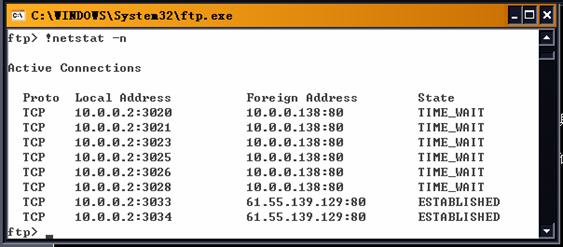 C:\WINDOWS\System32\ftp.exe
ftp> !netstat -n
Active Connections
Proto Local Address Foreign Address State
TCP 10.0.0.2:3020 10.0.0.138:80 TIME_WAIT
TCP 10.0.0.2:3021 10.0.0.138:80 TIME_WAIT
TCP 10.0.0.2:3023 10.0.0.138:80 TIME_WAIT
TCP 10.0.0.2:3025 10.0.0.138:80 TIME_WAIT
TCP 10.0.0.2:3026 10.0.0.138:80 TIME_WAIT
TCP 10.0.0.2:3028 10.0.0.138:80 TIME_WAIT
TCP 10.0.0.2:3033 61.55.139.129:80 ESTABLISHED
TCP 10.0.0.2:3034 61.55.139.129:80 ESTABLISHED
ftp> _